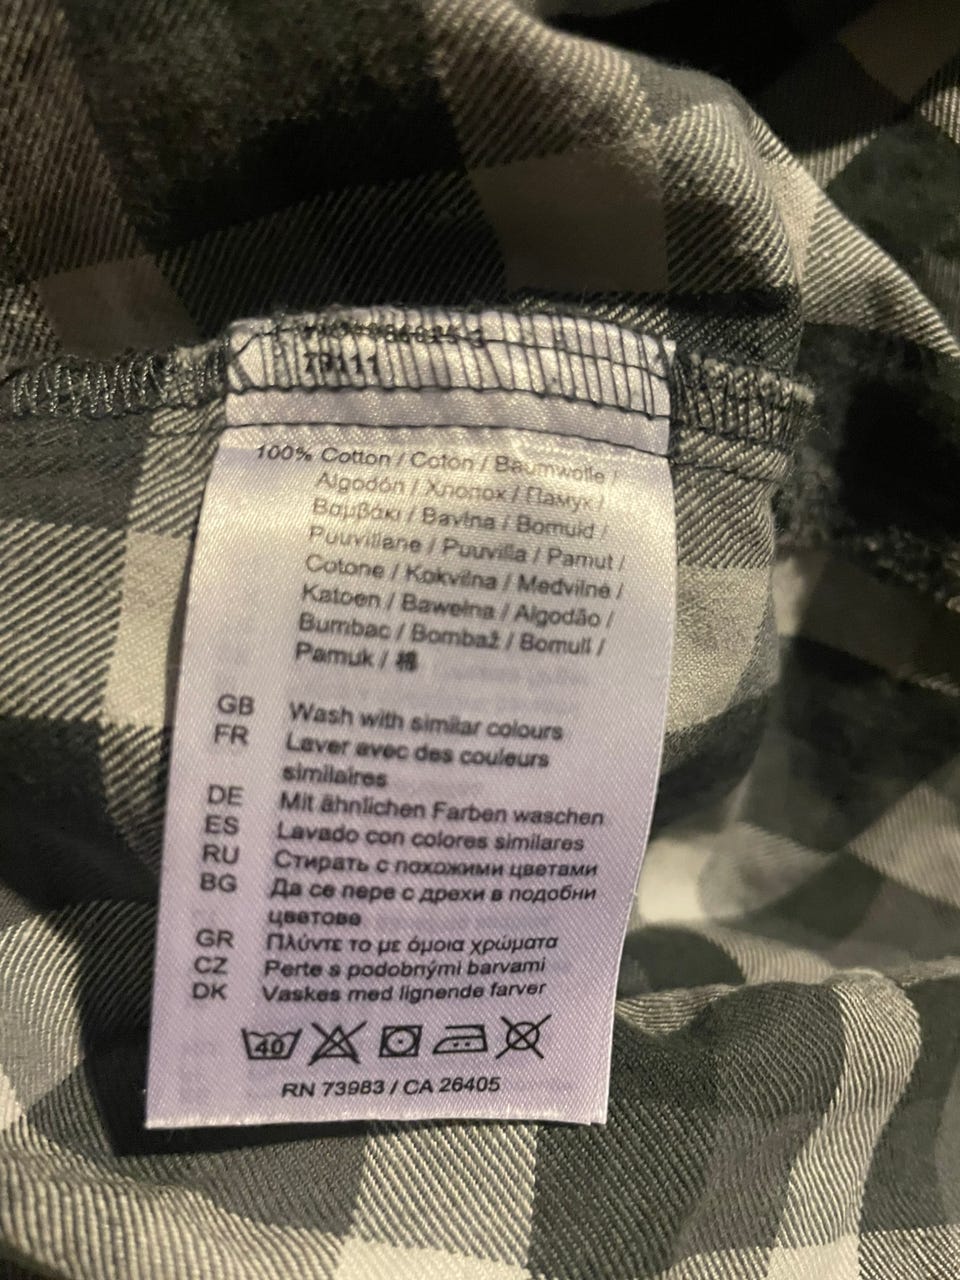 79111
100% Cotton / Coton / Baumwolle /
Algodón / Хлопок / Памук /
Βαμβάκι / Bavlna / Bomuld /
Puuvillane / Puuvilla / Pamut /
Cotone / Kokvilna / Medvilnė /
Katoen / Bawełna / Algodão /
Bumbac / Bombaž / Bomull /
Pamuk / 棉
GB Wash with similar colours
FR Laver avec des couleurs
similaires
DE Mit ähnlichen Farben waschen
ES Lavado con colores similares
RU Стирать с похожими цветами
BG Да се пере с дрехи в подобни
цветове
GR Πλύντε το με όμοια χρώματα
CZ Perte s podobnými barvami
DK Vaskes med lignende farver
40
RN 73983 / CA 26405